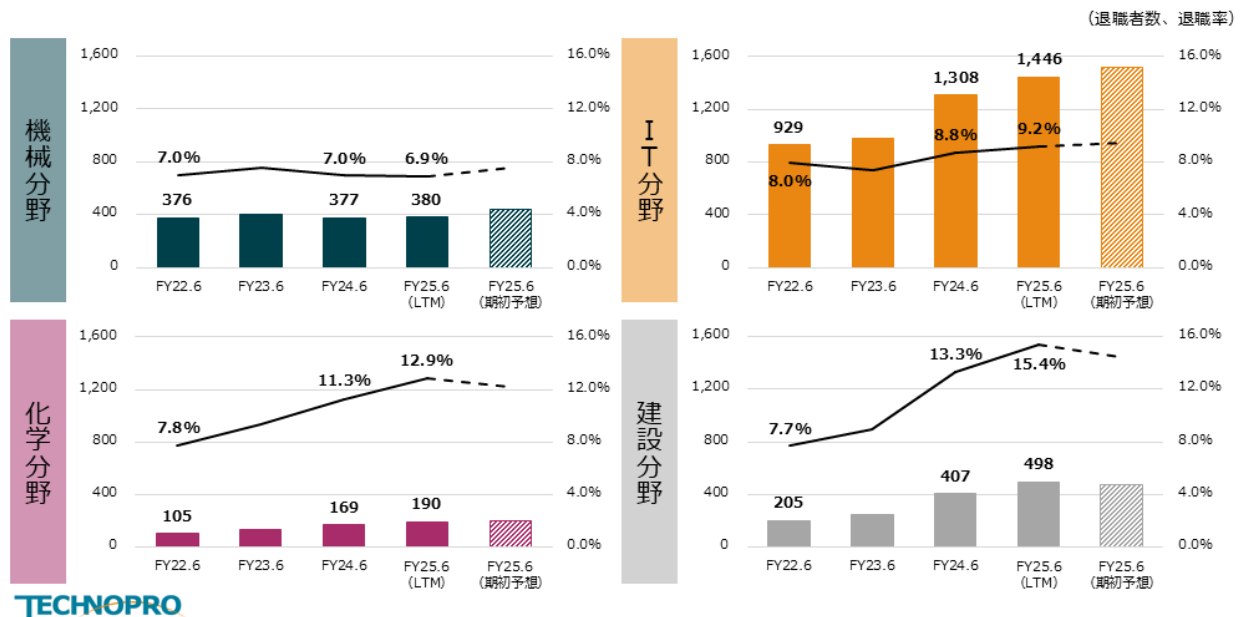 (退職者数、退職率)
機械分野
1,600
1,200
800
400
0
16.0%
12.0%
8.0%
4.0%
0.0%
7.0%
7.0%
6.9%
376
377
380
FY22.6
FY23.6
FY24.6
FY25.6
(LTM)
FY25.6
(期初予想)
IT分野
1,600
1,200
800
400
0
16.0%
12.0%
8.0%
4.0%
0.0%
929
1,308
1,446
8.0%
8.8%
9.2%
FY22.6
FY23.6
FY24.6
FY25.6
(LTM)
FY25.6
(期初予想)
化学分野
1,600
1,200
800
400
0
16.0%
12.0%
8.0%
4.0%
0.0%
7.8%
11.3%
12.9%
105
169
190
FY22.6
FY23.6
FY24.6
FY25.6
(LTM)
FY25.6
(期初予想)
建設分野
1,600
1,200
800
400
0
16.0%
12.0%
8.0%
4.0%
0.0%
7.7%
13.3%
15.4%
205
407
498
FY22.6
FY23.6
FY24.6
FY25.6
(LTM)
FY25.6
(期初予想)
TECHNOPRO